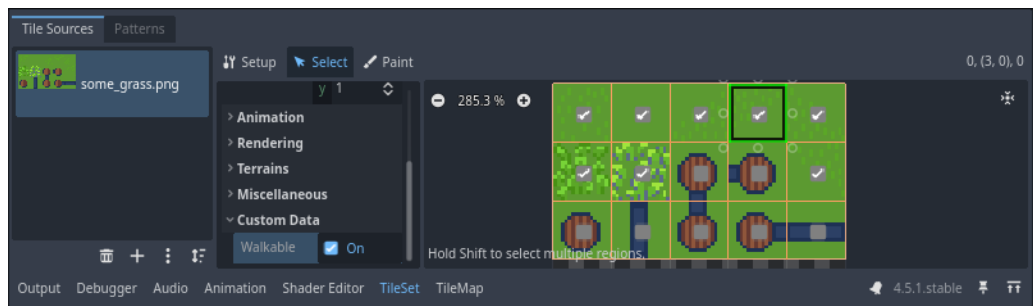 Tile Sources Patterns
some_grass.png
Setup Select Paint
0, (3, 0), 0
y 1
Animation
Rendering
Terrains
Miscellaneous
Custom Data
Walkable On
285.3 %
Hold Shift to select multiple regions.
Output Debugger Audio Animation Shader Editor TileSet TileMap
4.5.1.stable